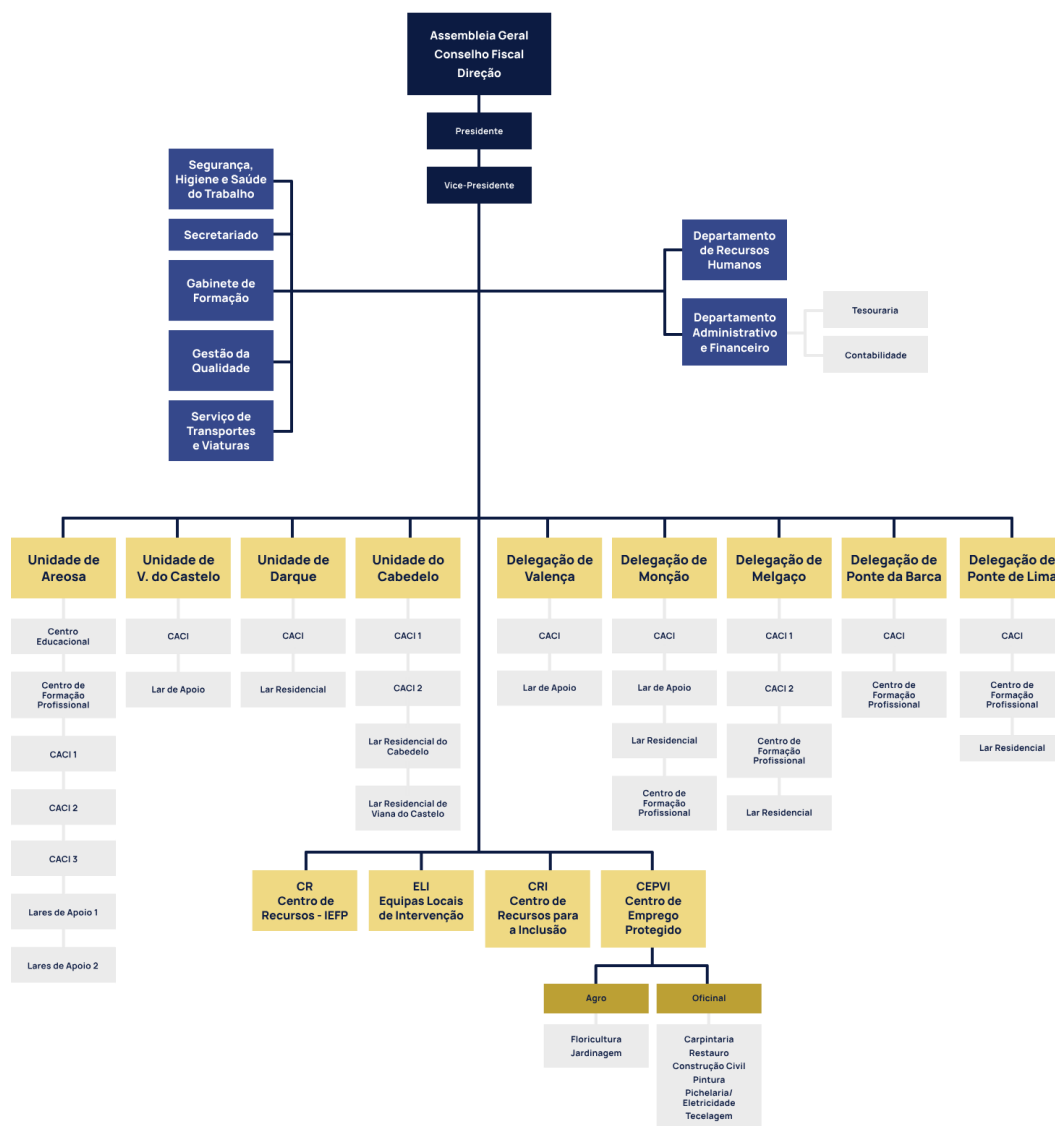 Assembleia Geral
Conselho Fiscal
Direção
Presidente
Vice-Presidente
Segurança,
Higiene e Saúde
do Trabalho
Secretariado
Gabinete de
Formação
Gestão da
Qualidade
Serviço de
Transportes
e Viaturas
Departamento
de Recursos
Humanos
Departamento
Administrativo
e Financeiro
Tesouraria
Contabilidade
Unidade de
Areosa
Centro
Educacional
Centro de
Formação
Profissional
CACI 1
CACI 2
CACI 3
Lares de Apoio 1
Lares de Apoio 2
Unidade de
V. do Castelo
CACI
Lar de Apoio
Unidade de
Darque
CACI
Lar Residencial
Unidade do
Cabedelo
CACI 1
CACI 2
Lar Residencial do
Cabedelo
Lar Residencial de
Viana do Castelo
Delegação de
Valença
CACI
Lar de Apoio
Delegação de
Monção
CACI
Lar de Apoio
Lar Residencial
Centro de
Formação
Profissional
Delegação de
Melgaço
CACI 1
CACI 2
Centro de
Formação
Profissional
Lar Residencial
Delegação de
Ponte da Barca
CACI
Centro de
Formação
Profissional
Delegação de
Ponte de Lima
CACI
Centro de
Formação
Profissional
Lar Residencial
CR
Centro de
Recursos - IEFP
ELI
Equipas Locais
de Intervenção
CRI
Centro de
Recursos para
a Inclusão
CEPVI
Centro de
Emprego
Protegido
Agro
Floricultura
Jardinagem
Oficinal
Carpintaria
Restauro
Construção Civil
Pintura
Pichelaria/
Eletricidade
Tecelagem